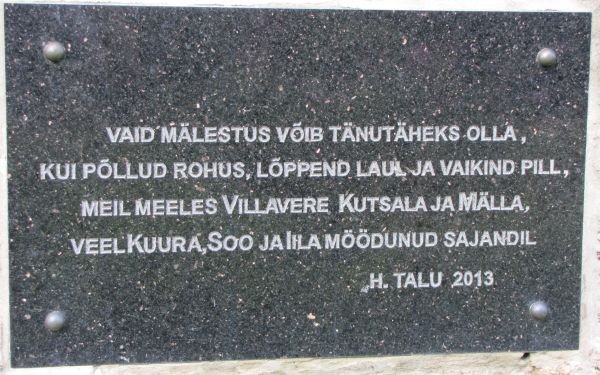 VAID MÄLESTUS VÕIB TÄNUTÄHEKS OLLA,
KUI PÕLLUD ROHUS, LÕPPEND LAUL JA VAIKIND PILL,
MEIL MEELES VILLAVERE KUTSALA JA MÄLLA,
VEEL KUURA, SOO JA IILA MÖÖDUNUD SAJANDIL
H. TALU 2013